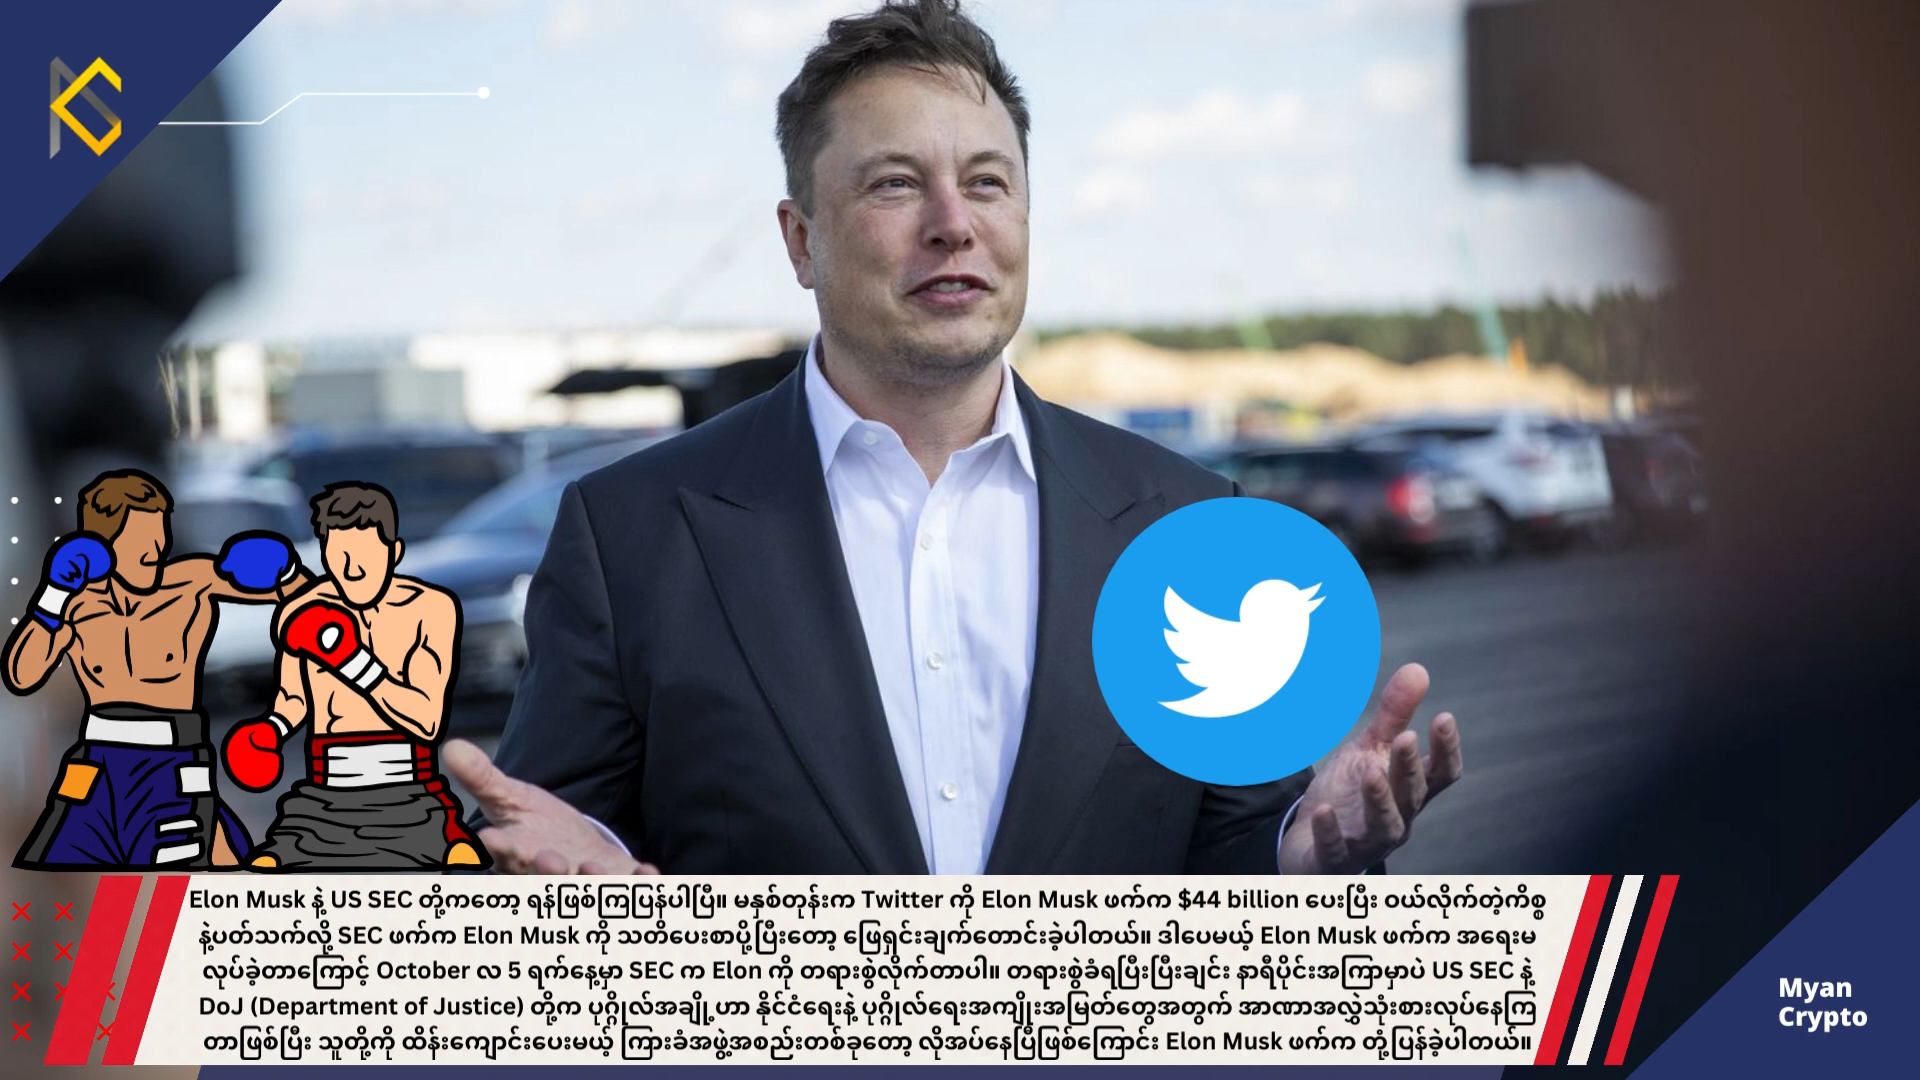 Elon Musk နဲ့ US SEC တို့ကတော့ ရန်ဖြစ်ကြပြန်ပါပြီ။ မနှစ်တုန်းက Twitter ကို Elon Musk ဖက်က $44 billion ပေးပြီး ဝယ်လိုက်တဲ့ကိစ္စ
နဲ့ပတ်သက်လို့ SEC ဖက်က Elon Musk ကို သတိပေးစာပို့ပြီးတော့ ဖြေရှင်းချက်တောင်းခဲ့ပါတယ်။ ဒါပေမယ့် Elon Musk ဖက်က အရေးမ
လုပ်ခဲ့တာကြောင့် October လ 5 ရက်နေ့မှာ SEC က Elon ကို တရားစွဲလိုက်တာပါ။ တရားစွဲခံရပြီးပြီးချင်း နာရီပိုင်းအကြာမှာပဲ US SEC နဲ့
DoJ (Department of Justice) တို့က ပုဂ္ဂိုလ်အချို့ဟာ နိုင်ငံရေးနဲ့ ပုဂ္ဂိုလ်ရေးအကျိုးအမြတ်တွေအတွက် အာဏာအလွဲသုံးစားလုပ်နေကြ
တာဖြစ်ပြီး သူတို့ကို ထိန်းကျောင်းပေးမယ့် ကြားခံအဖွဲ့အစည်းတစ်ခုတော့ လိုအပ်နေပြီဖြစ်ကြောင်း Elon Musk ဖက်က တုံ့ပြန်ခဲ့ပါတယ်။
Myan
Crypto